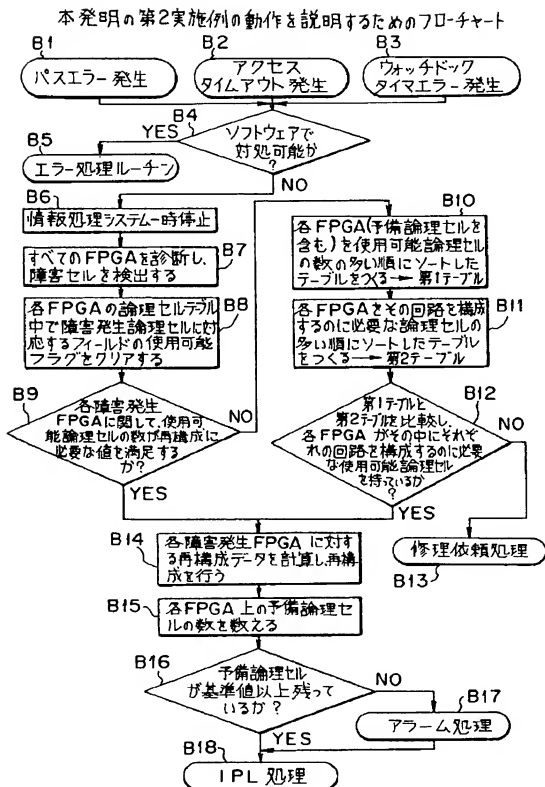 本発明の第2実施例の動作を説明するためのフローチャート
B1
バスエラー発生
B2
アクセス
タイムアウト発生
B3
ウォッチドック
タイマエラー発生
B4
ソフトウェアで
対処可能か
?
YES
NO
B5
エラー処理ルーチン
B6
情報処理システム一時停止
B7
すべてのFPGAを診断し、
障害セルを検出する
B8
各FPGAの論理セルテーブル
中で障害発生論理セルに対
応するフィールドの使用可能
フラグをクリアする
B9
各障害発生
FPGAに関して、使用可
能論理セルの数が再構成に
必要な値を満足する
か?
NO
YES
B10
各FPGA(予備論理セルを
含も)を使用可能論理セル
の数の多い順にソートした
テーブルをつくる→第1テーブル
B11
各FPGAをその回路を構成
するのに必要な論理セルの
多い順にソートしたテーブル
をつくる→第2テーブル
B12
第1テーブルと
第2テーブルを比較し、
各FPGAがその中にそれぞ
れの回路を構成するのに必要
な使用可能論理セル
を持っているか
?
NO
YES
修理依頼処理
B13
B14
各障害発生FPGAに対
する再構成データを計算し再構
成を行う
B15
各FPGA上の予備論理セ
ルの数を数える
B16
予備論理セル
が基準値以上残って
いるか?
NO
YES
B17
アラーム処理
B18
IPL処理